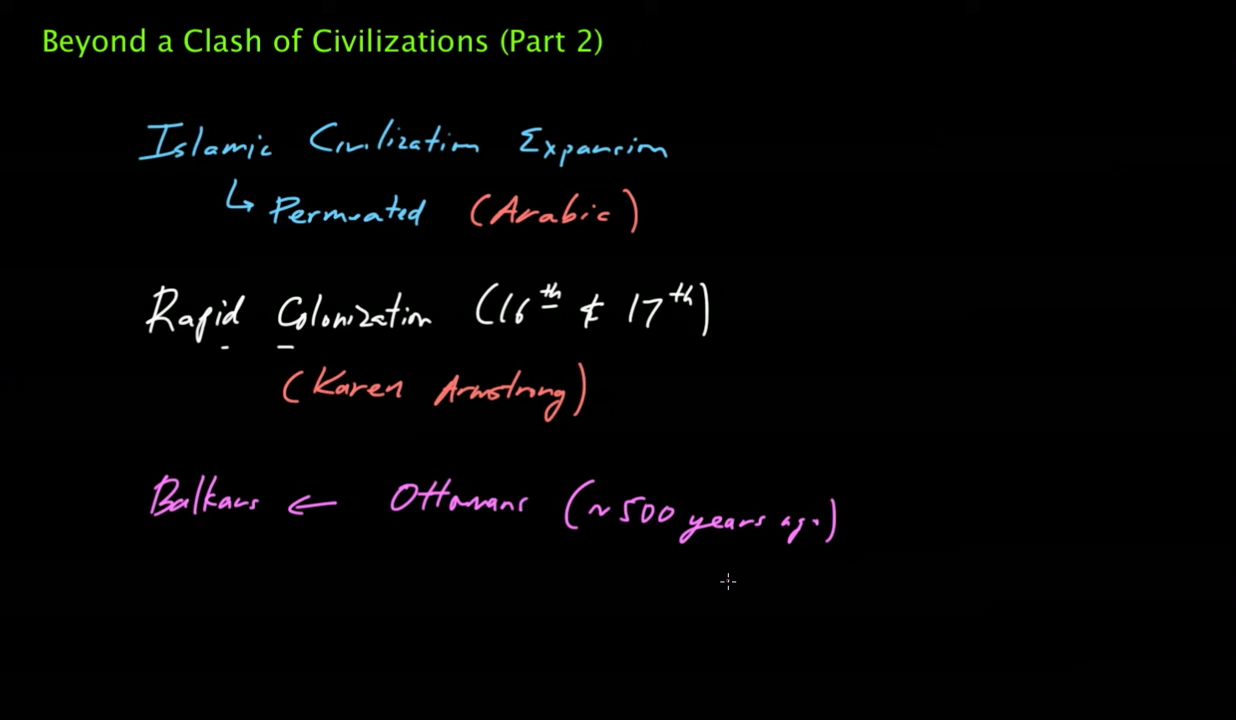 Beyond a Clash of Civilizations (Part 2)
Islamic Civilization Expansion
↳ Permuated (Arabic)
Rapid Colonization (16th & 17th)
(Karen Armstrong)
Balkans ← Ottomans (~500 years ago)